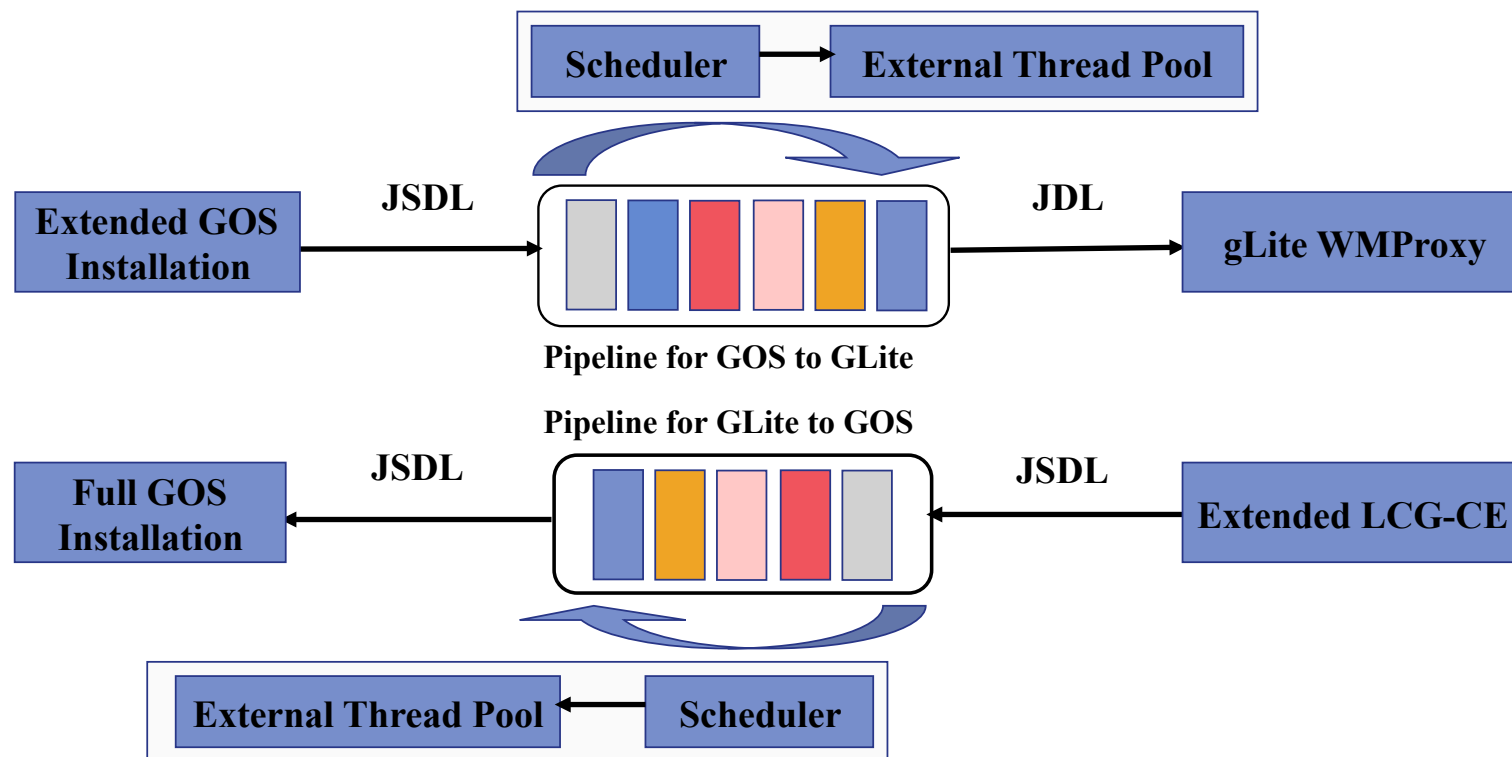 Scheduler
External Thread Pool
JSDL
JDL
Extended GOS
Installation
gLite WMProxy
Pipeline for GOS to GLite
Pipeline for GLite to GOS
JSDL
JSDL
Full GOS
Installation
Extended LCG-CE
External Thread Pool
Scheduler